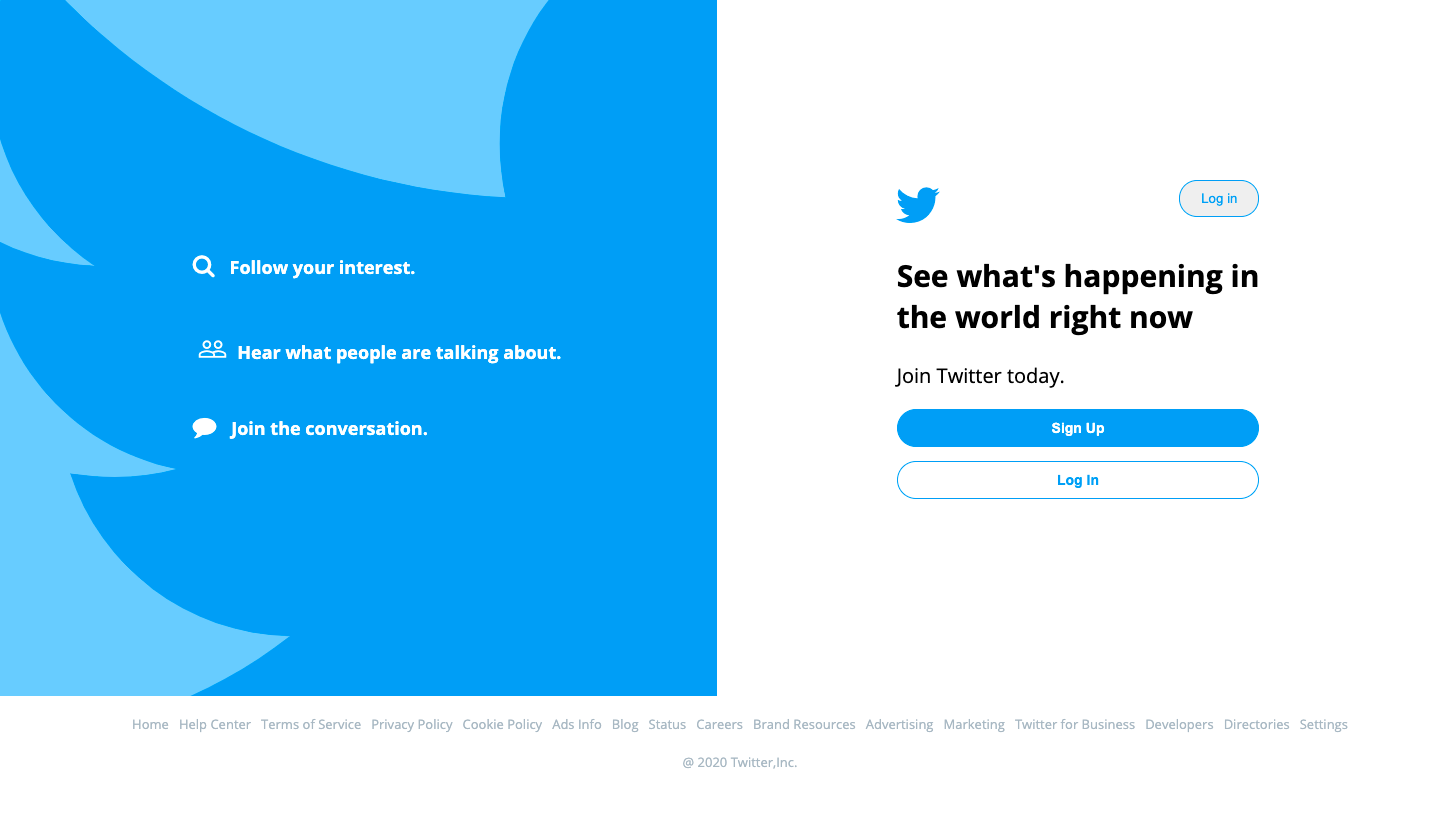 Follow your interest.
Hear what people are talking about.
Join the conversation.
Log in
See what's happening in
the world right now
Join Twitter today.
Sign Up
Log In
Home Help Center Terms of Service Privacy Policy Cookie Policy Ads Info Blog Status Careers Brand Resources Advertising Marketing Twitter for Business Developers Directories Settings
@ 2020 Twitter,Inc.